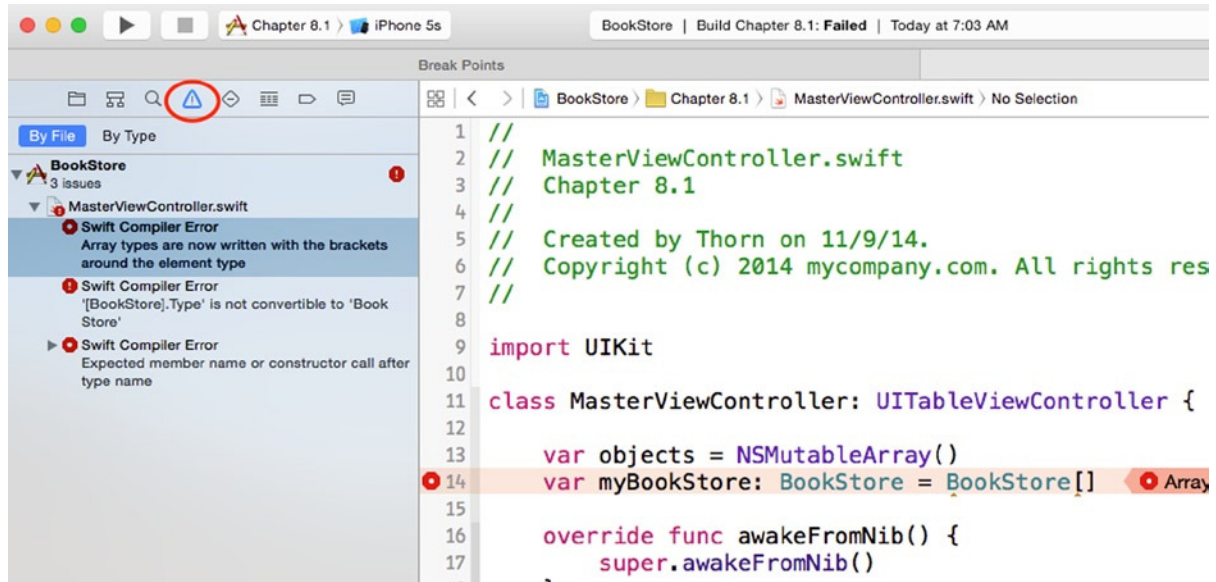 Chapter 8.1 〉 iPhone 5s
BookStore | Build Chapter 8.1: Failed | Today at 7:03 AM
Break Points
BookStore 〉 Chapter 8.1 〉 MasterViewController.swift 〉 No Selection
By File By Type
BookStore
3 issues
MasterViewController.swift
Swift Compiler Error
Array types are now written with the brackets
around the element type
Swift Compiler Error
'[BookStore].Type' is not convertible to 'Book
Store'
Swift Compiler Error
Expected member name or constructor call after
type name
1 //
2 //  MasterViewController.swift
3 //  Chapter 8.1
4 //
5 //  Created by Thorn on 11/9/14.
6 //  Copyright (c) 2014 mycompany.com. All rights res
7 //
8
9 import UIKit
10
11 class MasterViewController: UITableViewController {
12
13     var objects = NSMutableArray()
14     var myBookStore: BookStore = BookStore[] Array
15
16     override func awakeFromNib() {
17         super.awakeFromNib()